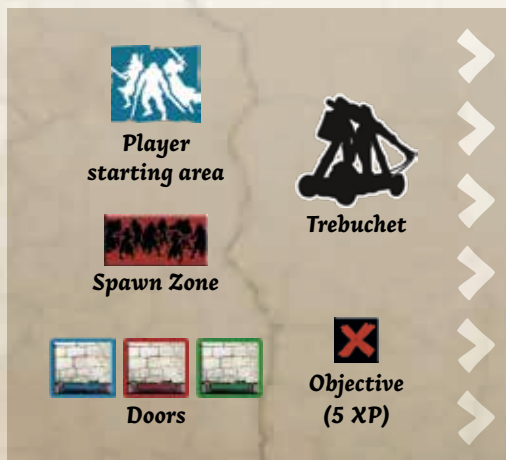 Player
starting area
Trebuchet
Spawn Zone
Doors
Objective
(5 XP)